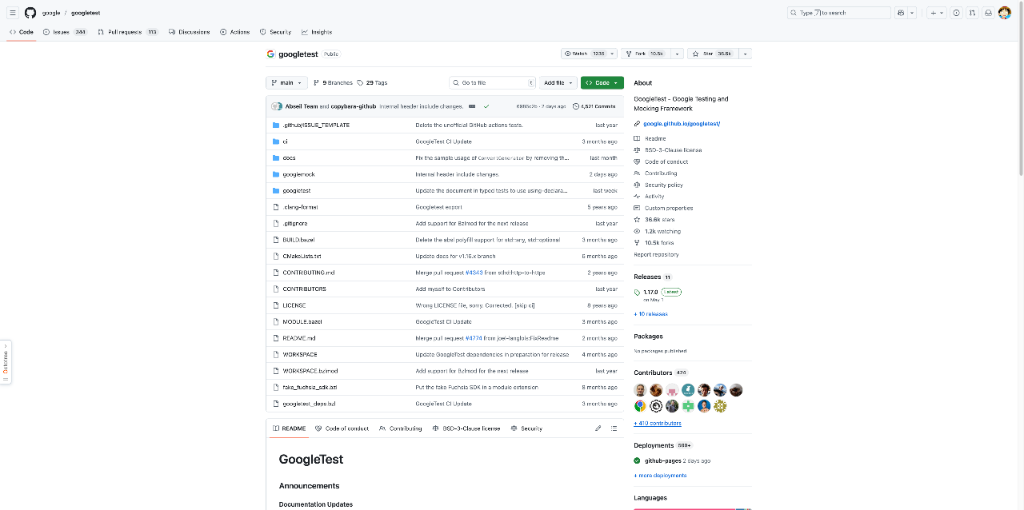 google / googletest
Type / to search
Code
Issues 344
Pull requests 113
Discussions
Actions
Security
Insights
googletest Public
Fork 10.5k
Star 36.6k
main
9 Branches
29 Tags
Go to file
Add file
Code
Abseil Team and copybara-github Internal header include changes.
2 days ago
4,521 Commits
.github/ISSUE_TEMPLATE Delete the unofficial GitHub actions tests. last year
ci GoogleTest CI Update 3 months ago
docs Fix the sample usage of ConvertGenerator by removing th... last month
googlemock Internal header include changes. 2 days ago
googletest Update the document in typed tests to use using-declara... last week
.clang-format Googletest export 5 years ago
.gitignore Add support for Bzlmod for the next release last year
BUILD.bazel Delete the absl polyfill support for std::any, std::optional 3 months ago
CMakeLists.txt Update docs for v1.16.x branch 6 months ago
CONTRIBUTING.md Merge pull request #4343 from sthd:http-to-https 2 years ago
CONTRIBUTORS Add myself to Contributors last year
LICENSE Wrong LICENSE file, sorry. Corrected. [skip ci] 8 years ago
MODULE.bazel GoogleTest CI Update 3 months ago
README.md Merge pull request #4774 from joel-langlois:FixReadme 2 months ago
WORKSPACE Update GoogleTest dependencies in preparation for release 4 months ago
WORKSPACE.bzlmod Add support for Bzlmod for the next release last year
fake_fuchsia_sdk.bzl Put the fake Fuchsia SDK in a module extension 8 months ago
googletest_deps.bzl GoogleTest CI Update 3 months ago
README
Code of conduct
Contributing
BSD-3-Clause license
Security
GoogleTest
Announcements
Documentation Updates
About
GoogleTest - Google Testing and
Mocking Framework
google.github.io/googletest/
Readme
BSD-3-Clause license
Code of conduct
Contributing
Security policy
Activity
Custom properties
36.6k stars
1.2k watching
10.5k forks
Report repository
Releases 11
1.17.0 Latest
on May 1
+ 10 releases
Packages
No packages published
Contributors 424
+ 410 contributors
Deployments 500+
github-pages 2 days ago
+ more deployments
Languages